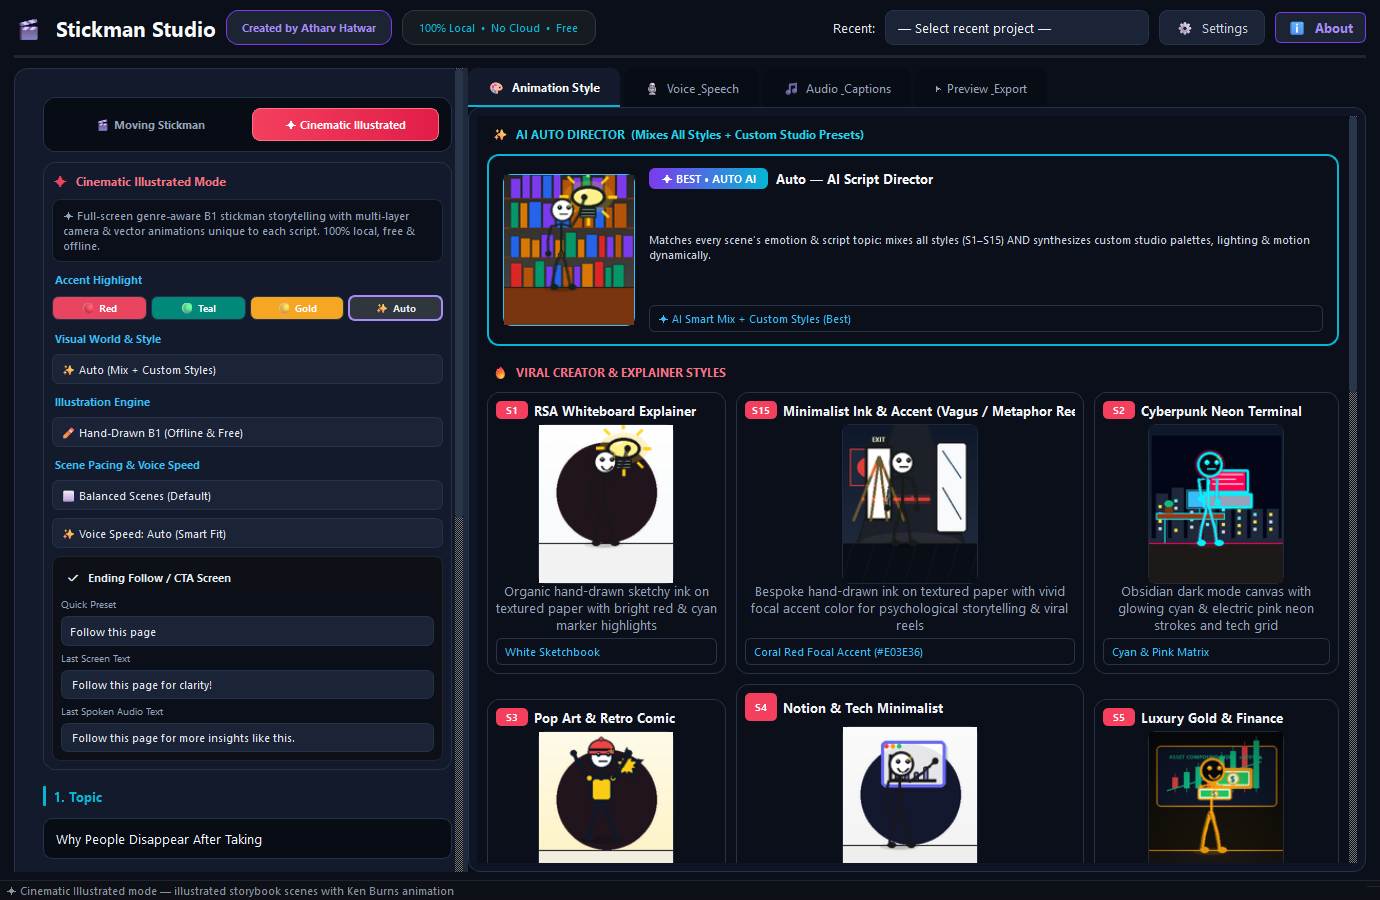 Stickman Studio
Created by Atharv Hatwar
100% Local • No Cloud • Free
Recent:
— Select recent project —
Settings
About
Moving Stickman
Cinematic Illustrated
Cinematic Illustrated Mode
Full-screen genre-aware B1 stickman storytelling with multi-layer
camera & vector animations unique to each script. 100% local, free &
offline.
Accent Highlight
Red
Teal
Gold
Auto
Visual World & Style
Auto (Mix + Custom Styles)
Illustration Engine
Hand-Drawn B1 (Offline & Free)
Scene Pacing & Voice Speed
Balanced Scenes (Default)
Voice Speed: Auto (Smart Fit)
Ending Follow / CTA Screen
Quick Preset
Follow this page
Last Screen Text
Follow this page for clarity!
Last Spoken Audio Text
Follow this page for more insights like this.
1. Topic
Why People Disappear After Taking
Animation Style
Voice _Speech
Audio _Captions
Preview _Export
AI AUTO DIRECTOR (Mixes All Styles + Custom Studio Presets)
BEST • AUTO AI
Auto — AI Script Director
Matches every scene's emotion & script topic: mixes all styles (S1–S15) AND synthesizes custom studio palettes, lighting & motion
dynamically.
AI Smart Mix + Custom Styles (Best)
VIRAL CREATOR & EXPLAINER STYLES
S1
RSA Whiteboard Explainer
Organic hand-drawn sketchy ink on
textured paper with bright red & cyan
marker highlights
White Sketchbook
S15
Minimalist Ink & Accent (Vagus / Metaphor Ree
EXIT
Bespoke hand-drawn ink on textured paper with vivid
focal accent color for psychological storytelling & viral
reels
Coral Red Focal Accent (#E03E36)
S2
Cyberpunk Neon Terminal
Obsidian dark mode canvas with
glowing cyan & electric pink neon
strokes and tech grid
Cyan & Pink Matrix
S3
Pop Art & Retro Comic
S4
Notion & Tech Minimalist
S5
Luxury Gold & Finance
Cinematic Illustrated mode — illustrated storybook scenes with Ken Burns animation